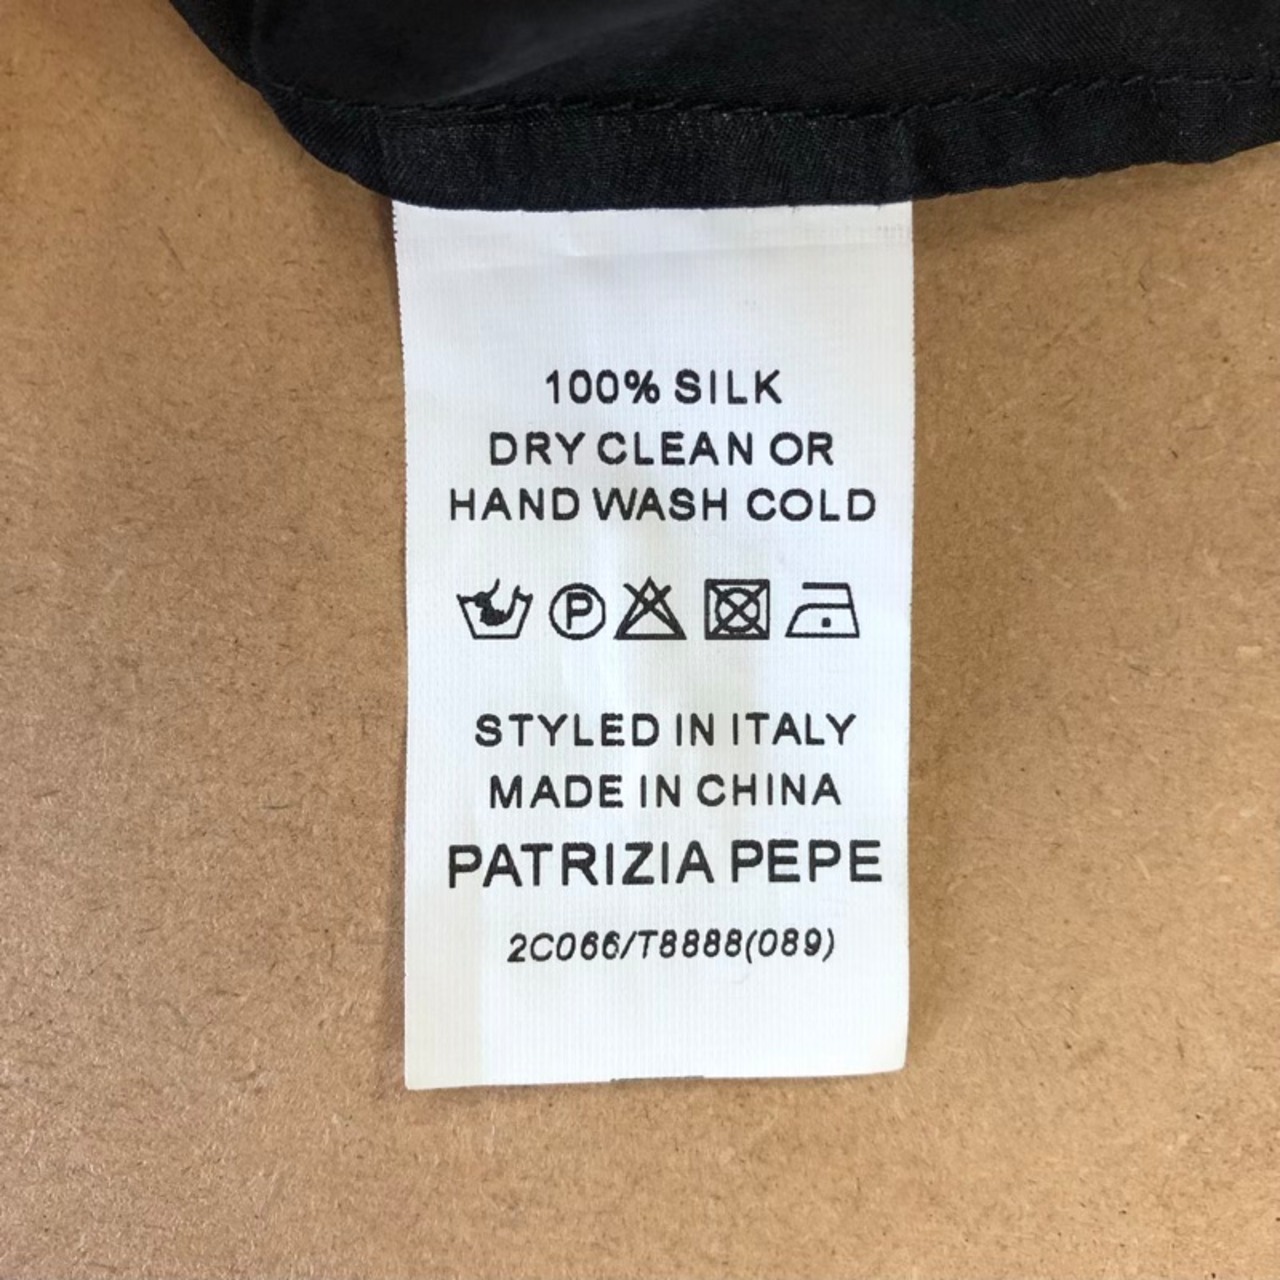 100% SILK
DRY CLEAN OR
HAND WASH COLD
P
STYLED IN ITALY
MADE IN CHINA
PATRIZIA PEPE
2C066/T8888(089)